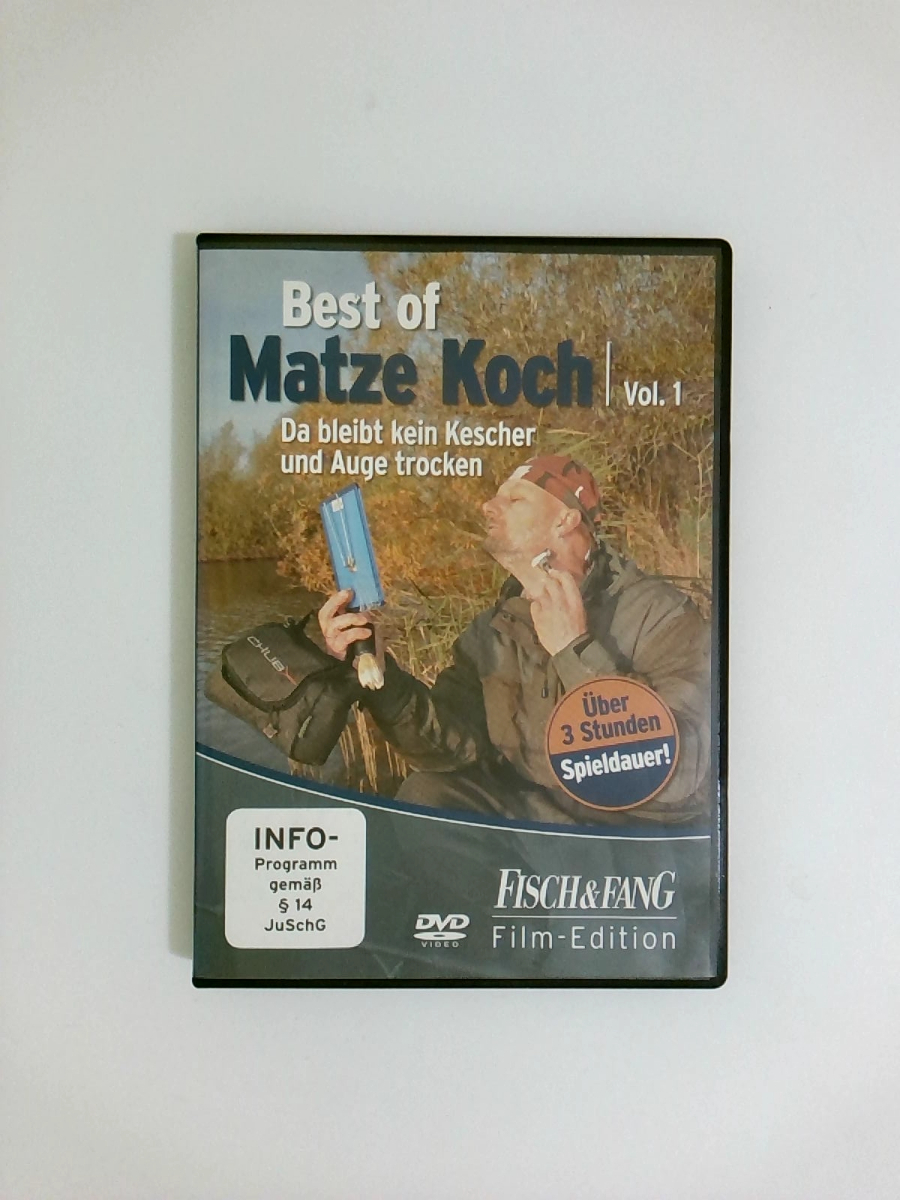 Best of
Matze Koch | Vol. 1
Da bleibt kein Kescher
und Auge trocken
CHUB
Über
3 Stunden
Spieldauer!
INFO-
Programm
gemäß
§ 14
JuSchG
DVD
VIDEO
FISCH&FANG
Film-Edition